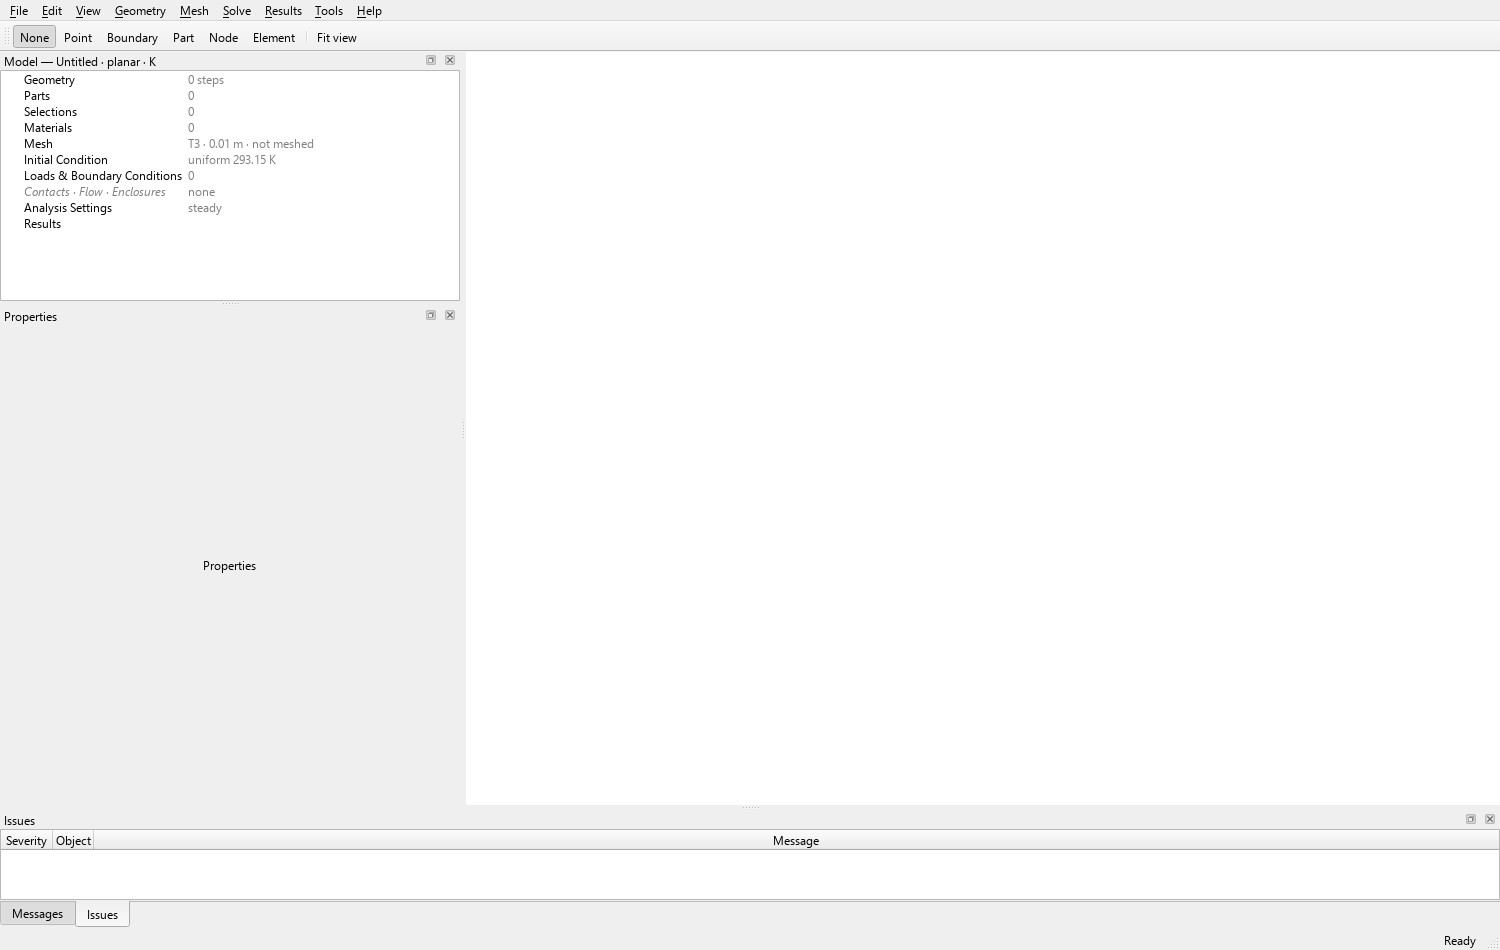 File Edit View Geometry Mesh Solve Results Tools Help
None Point Boundary Part Node Element Fit view
Model — Untitled · planar · K
Geometry 0 steps
Parts 0
Selections 0
Materials 0
Mesh T3 · 0.01 m · not meshed
Initial Condition uniform 293.15 K
Loads & Boundary Conditions 0
Contacts · Flow · Enclosures none
Analysis Settings steady
Results
Properties
Properties
Issues
Severity Object Message
Messages Issues
Ready